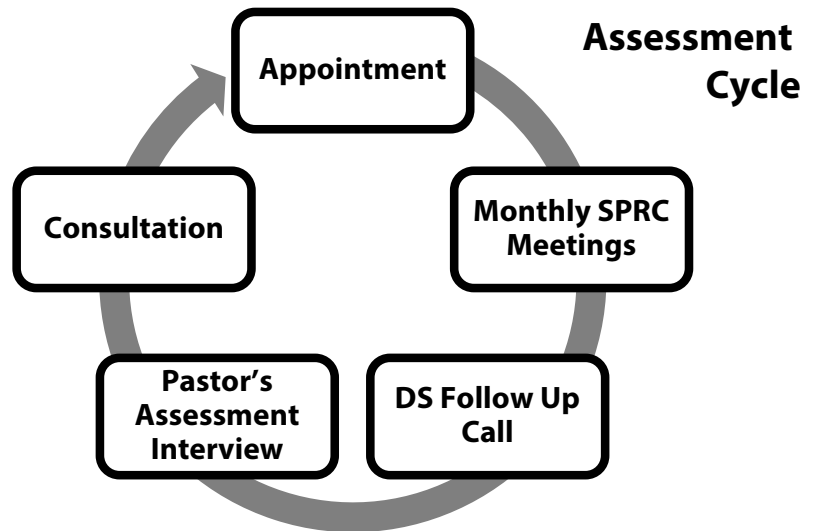 Assessment
Cycle
Appointment
Monthly SPRC
Meetings
DS Follow Up
Call
Pastor’s
Assessment
Interview
Consultation